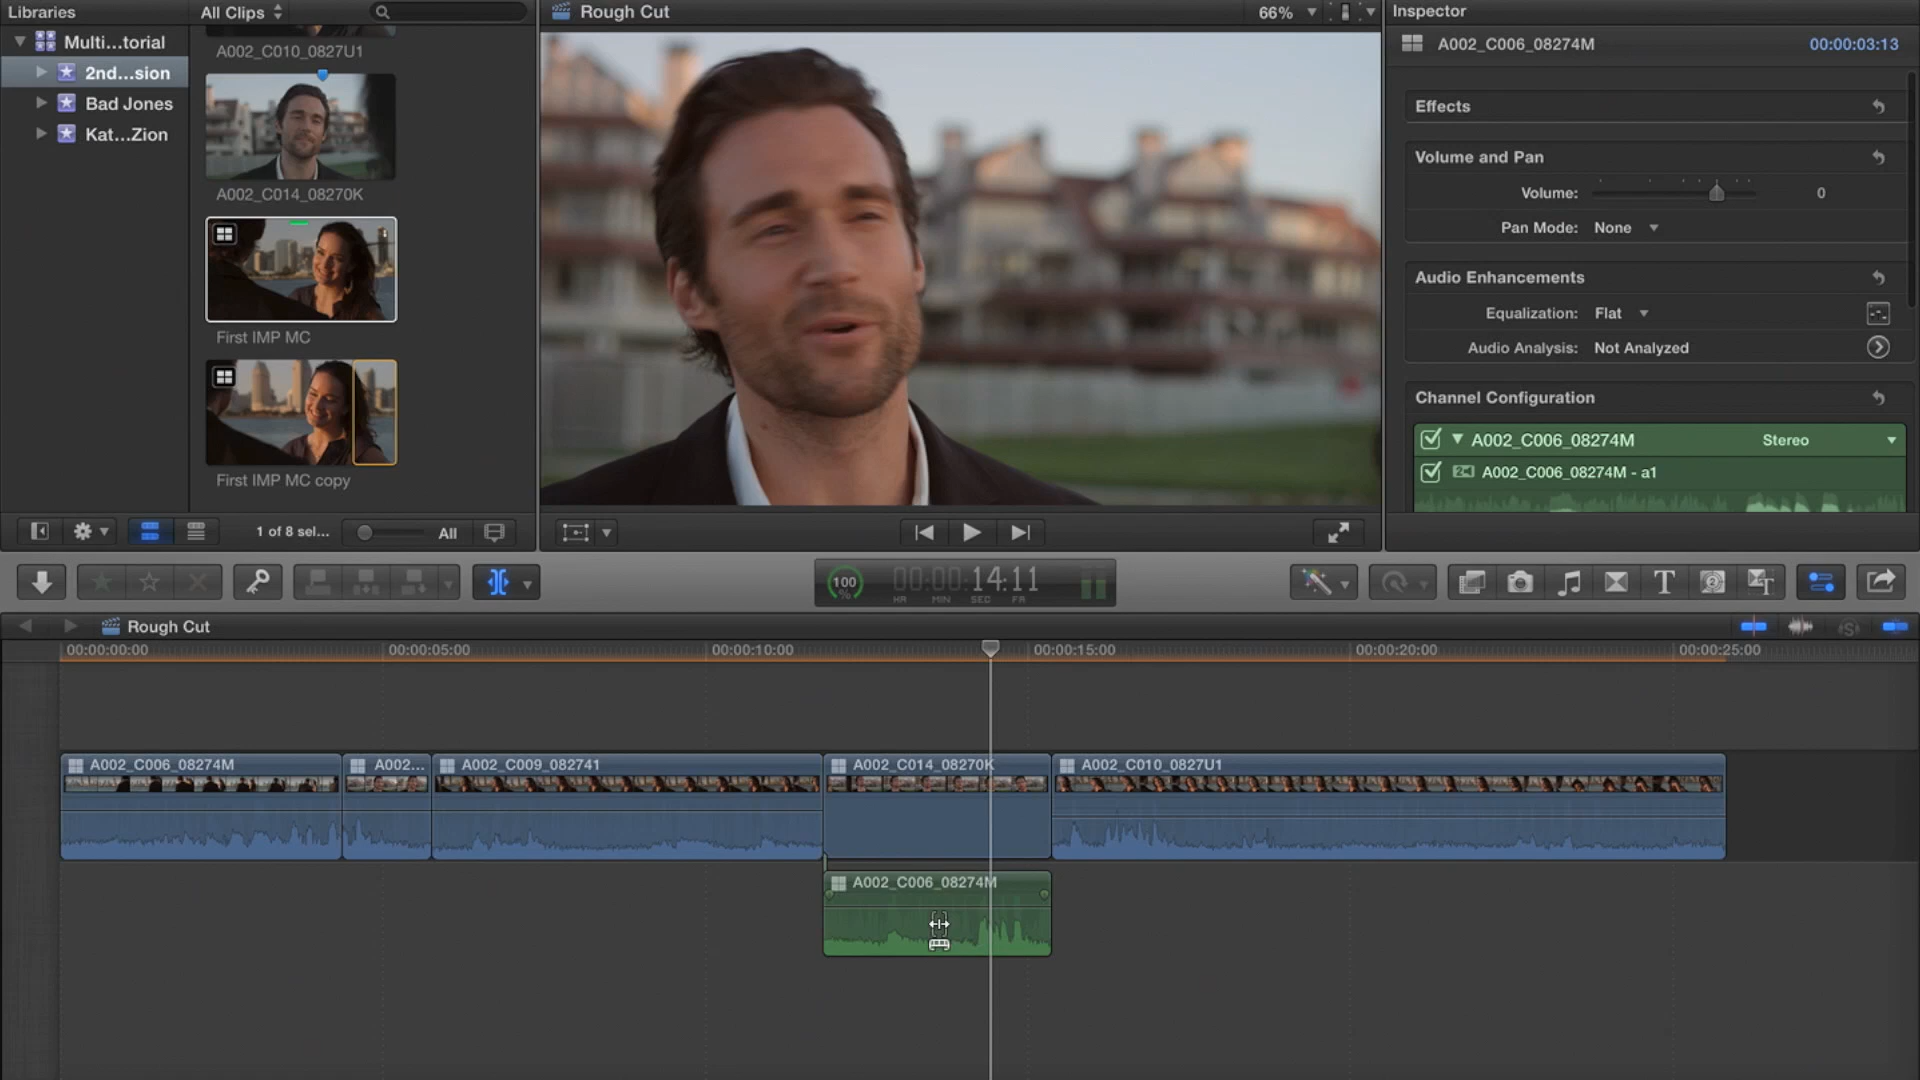 Libraries
All Clips
Rough Cut
66%
Inspector
Multi...torial
2nd...sion
Bad Jones
Kat...Zion
A002_C010_0827U1
A002_C014_08270K
First IMP MC
First IMP MC copy
1 of 8 sel...
All
A002_C006_08274M
00:00:03:13
Effects
Volume and Pan
Volume:
0
Pan Mode:
None
Audio Enhancements
Equalization:
Flat
Audio Analysis:
Not Analyzed
Channel Configuration
A002_C006_08274M
Stereo
A002_C006_08274M - a1
100
%
00:00:14:11
HR MIN SEC FR
T
Rough Cut
00:00:00:00
00:00:05:00
00:00:10:00
00:00:15:00
00:00:20:00
00:00:25:00
A002_C006_08274M
A002...
A002_C009_082741
A002_C014_08270K
A002_C010_0827U1
A002_C006_08274M